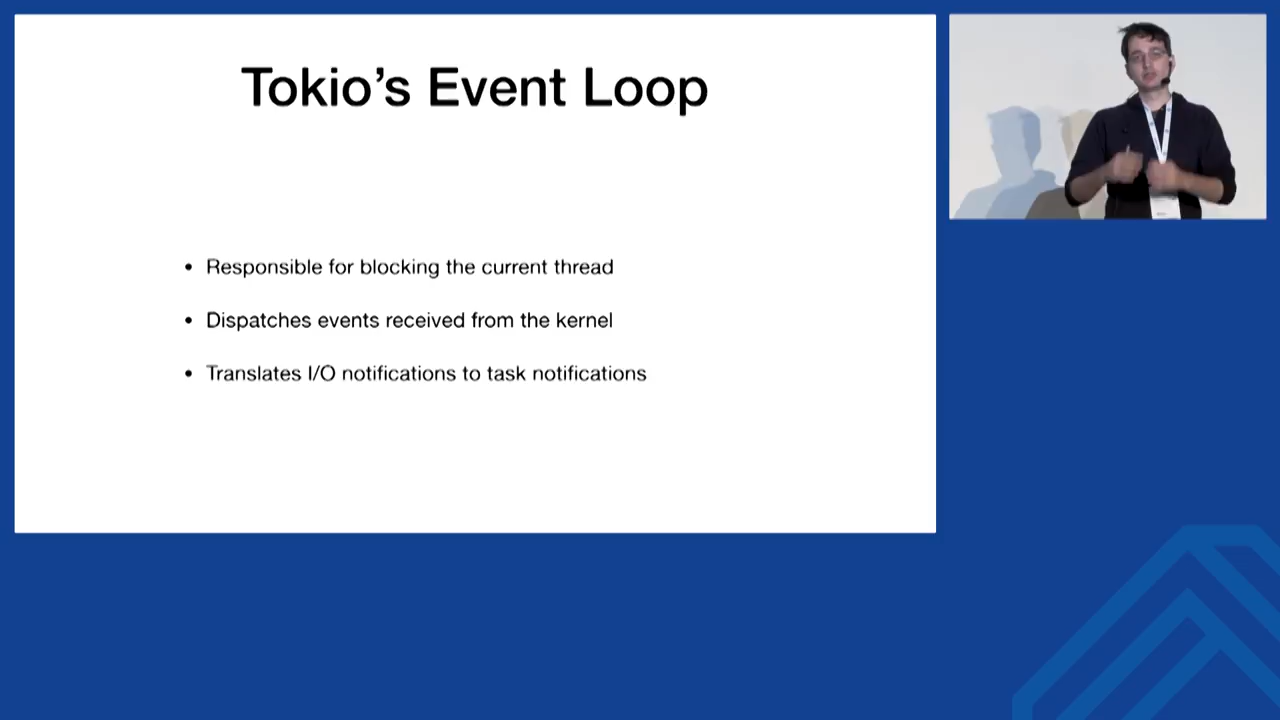 Tokio's Event Loop
• Responsible for blocking the current thread
• Dispatches events received from the kernel
• Translates I/O notifications to task notifications